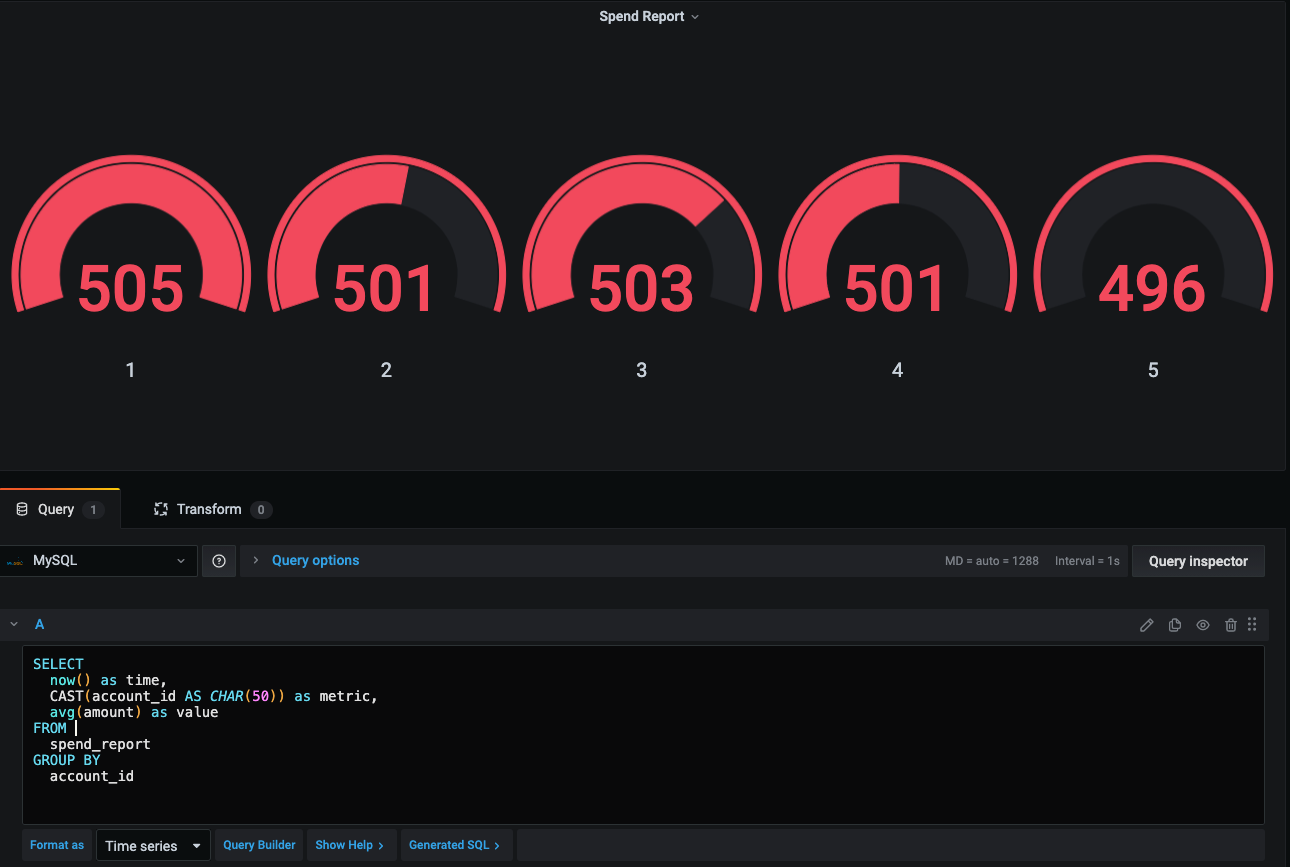 Spend Report
505 501 503 501 496
1 2 3 4 5
Query 1 Transform 0
MySQL Query options MD = auto = 1288 Interval = 1s Query inspector
A
SELECT
now() as time,
CAST(account_id AS CHAR(50)) as metric,
avg(amount) as value
FROM
spend_report
GROUP BY
account_id
Format as Time series Query Builder Show Help > Generated SQL >